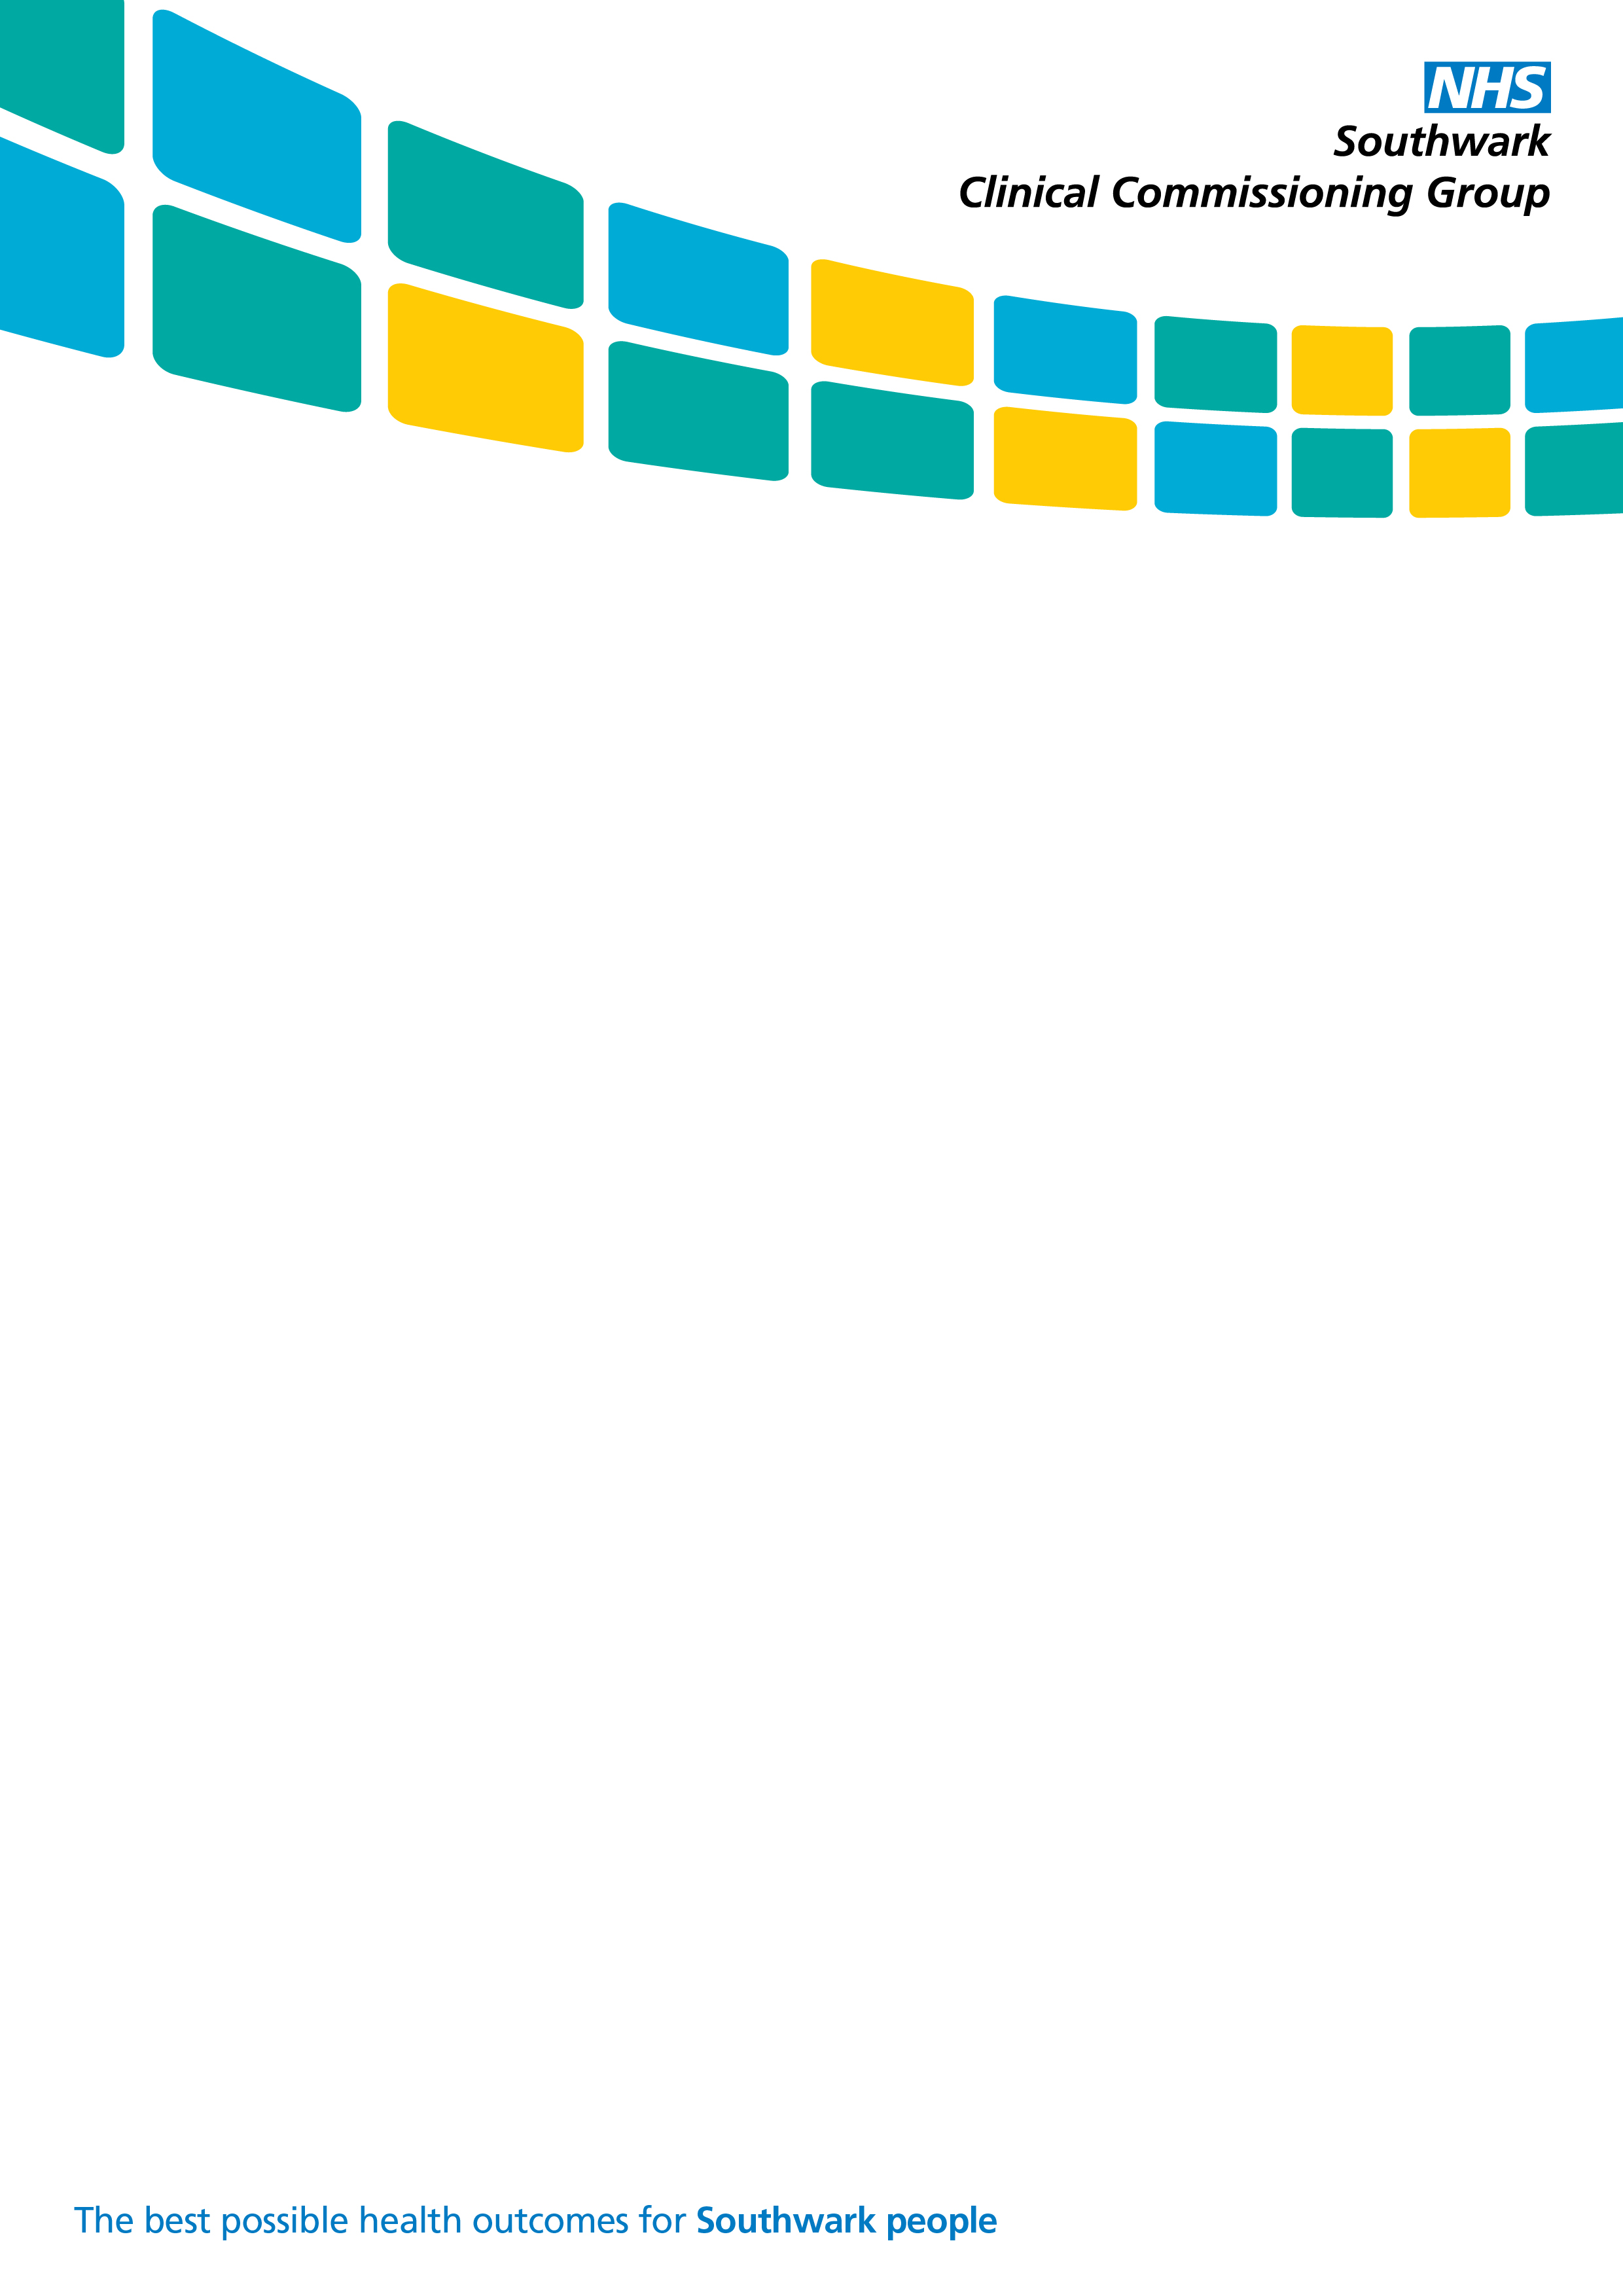 NHS
Southwark
Clinical Commissioning Group
The best possible health outcomes for Southwark people